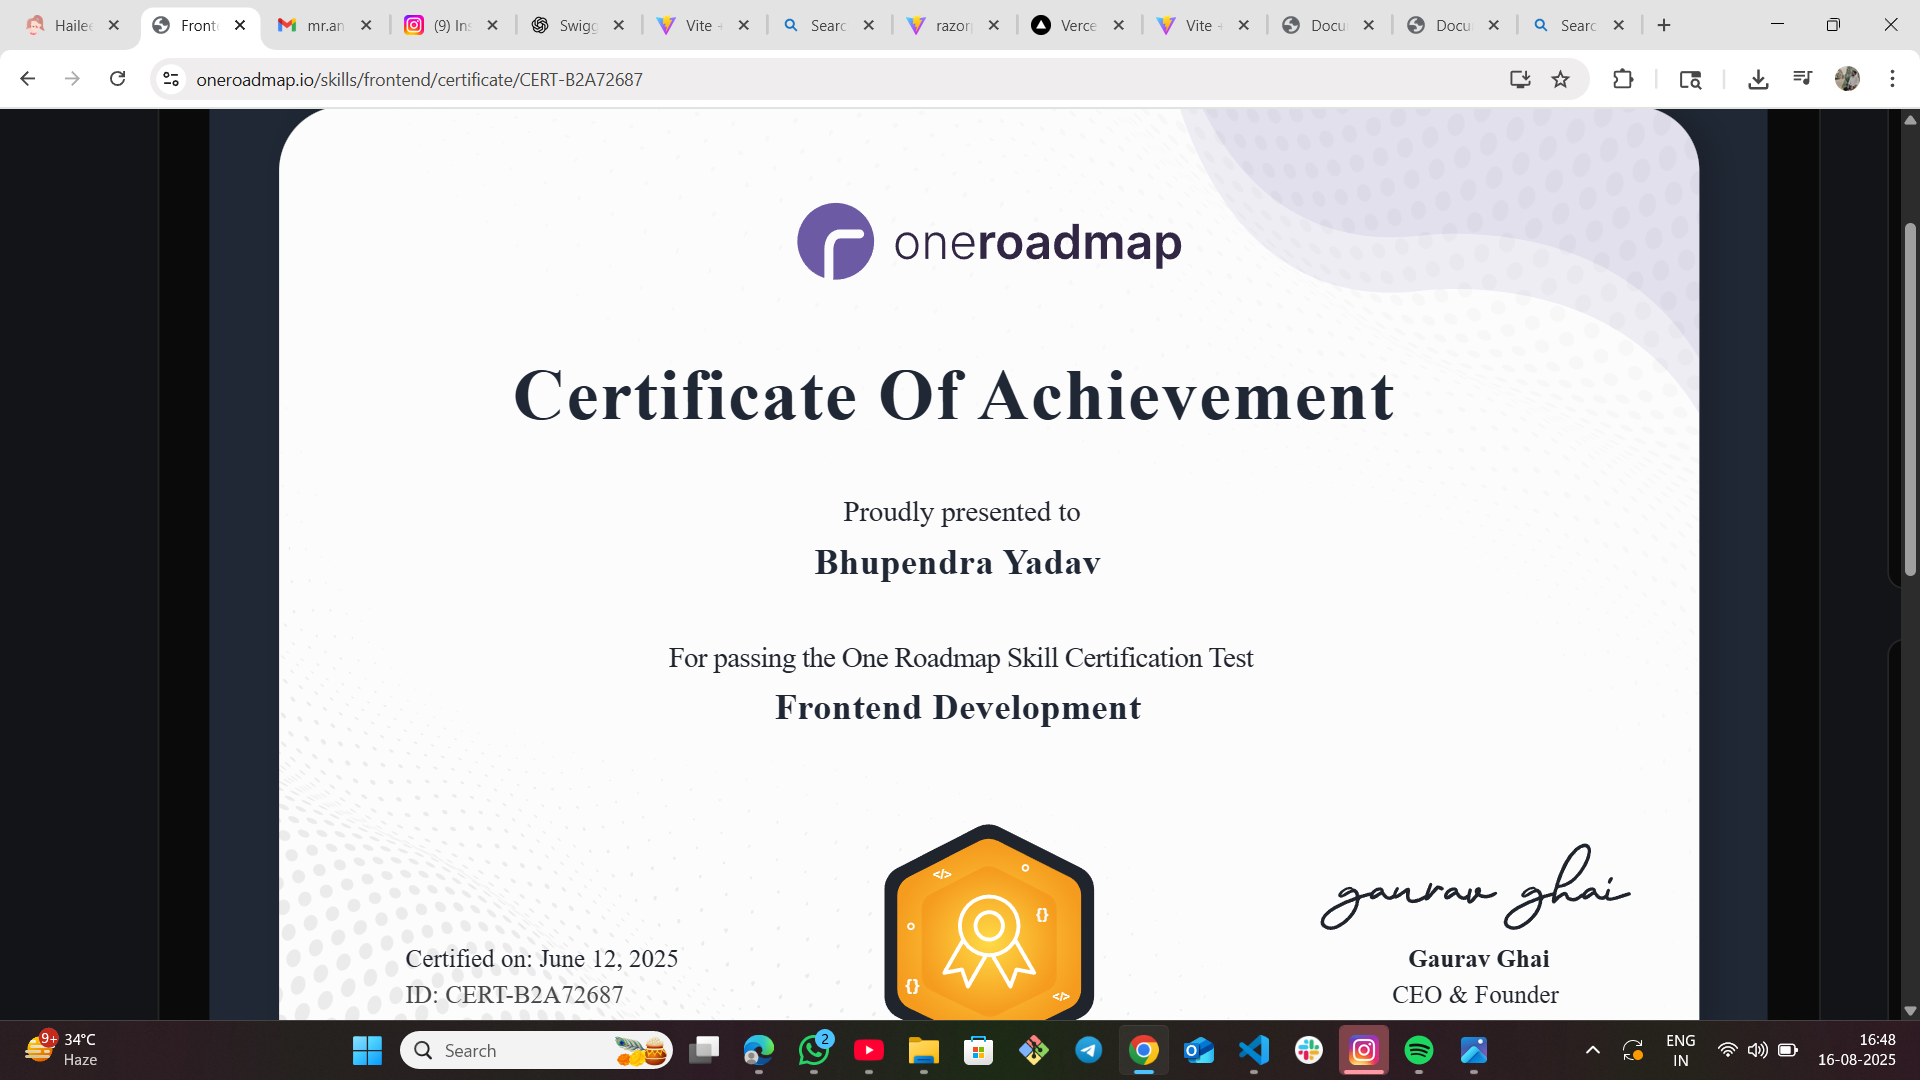 Hailee
Fronte
mr.an
(9) Ins
Swigg
Vite +
Searc
razorp
Verce
Vite +
Docu
Docu
Searc
oneroadmap.io/skills/frontend/certificate/CERT-B2A72687
oneroadmap
Certificate Of Achievement
Proudly presented to
Bhupendra Yadav
For passing the One Roadmap Skill Certification Test
Frontend Development
</>
{}
{}
</>
gaurav ghai
Certified on: June 12, 2025
ID: CERT-B2A72687
Gaurav Ghai
CEO & Founder
9+
34°C
Haze
Search
2
ENG
IN
16:48
16-08-2025